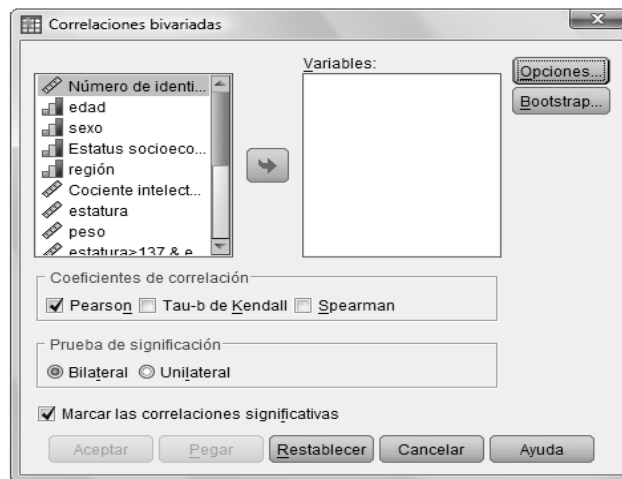 Correlaciones bivariadas
Variables:
Número de identi...
edad
sexo
Estatus socioeco...
región
Cociente intelect...
estatura
peso
estatura>137 & e
Opciones...
Bootstrap...
Coeficientes de correlación
Pearson Tau-b de Kendall Spearman
Prueba de significación
Bilateral Unilateral
Marcar las correlaciones significativas
Aceptar Pegar Restablecer Cancelar Ayuda